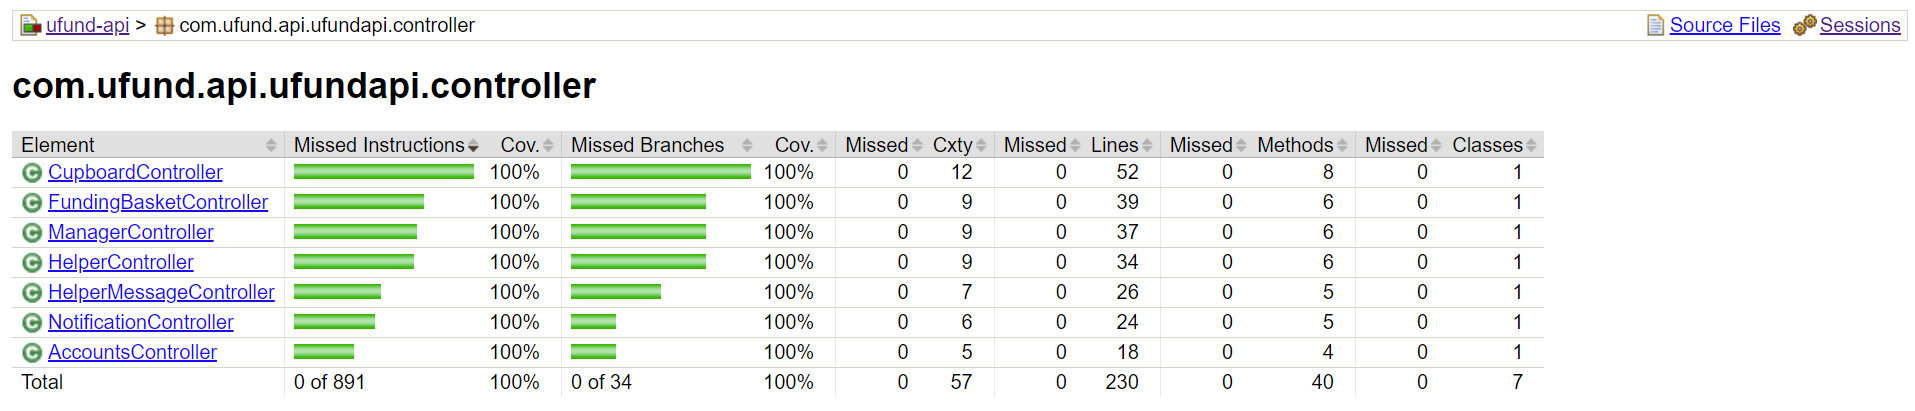 ufund-api > com.ufund.api.ufundapi.controller Source Files Sessions
com.ufund.api.ufundapi.controller
Element Missed Instructions Cov. Missed Branches Cov. Missed Cxty Missed Lines Missed Methods Missed Classes
CupboardController 100% 100% 0 12 0 52 0 8 0 1
FundingBasketController 100% 100% 0 9 0 39 0 6 0 1
ManagerController 100% 100% 0 9 0 37 0 6 0 1
HelperController 100% 100% 0 9 0 34 0 6 0 1
HelperMessageController 100% 100% 0 7 0 26 0 5 0 1
NotificationController 100% 100% 0 6 0 24 0 5 0 1
AccountsController 100% 100% 0 5 0 18 0 4 0 1
Total 0 of 891 100% 0 of 34 100% 0 57 0 230 0 40 0 7